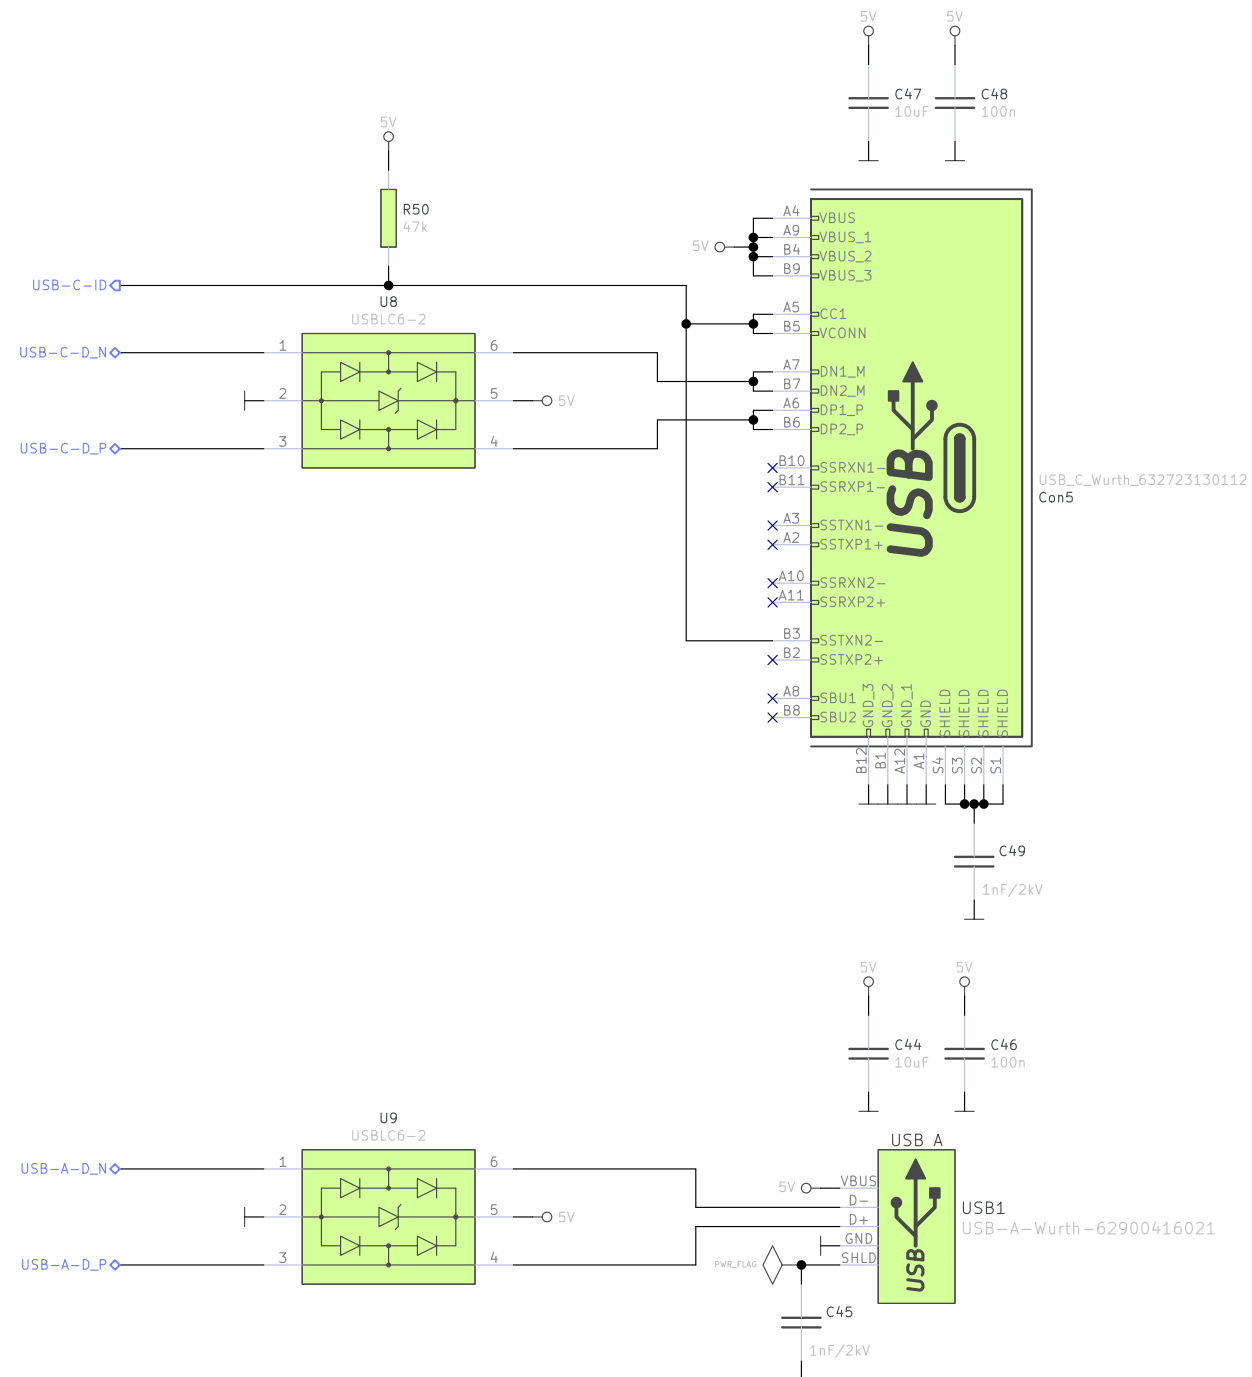 5V
5V
C47
10uF
C48
100n
5V
R50
47k
USB-C-ID
U8
USBLC6-2
USB-C-D_N
1
6
2
5
5V
USB-C-D_P
3
4
5V
A4
VBUS
A9
VBUS_1
B4
VBUS_2
B9
VBUS_3
A5
CC1
B5
VCONN
A7
DN1_M
B7
DN2_M
A6
DP1_P
B6
DP2_P
B10
SSRXN1-
B11
SSRXP1-
A3
SSTXN1-
A2
SSTXP1+
A10
SSRXN2-
A11
SSRXP2+
B3
SSTXN2-
B2
SSTXP2+
A8
SBU1
B8
SBU2
USB
USB_C_Wurth_632723130112
Con5
GND_3
GND_2
GND_1
GND
SHIELD
SHIELD
SHIELD
SHIELD
B12
B1
A12
A1
S4
S3
S2
S1
C49
1nF/2kV
5V
5V
C44
10uF
C46
100n
U9
USBLC6-2
USB-A-D_N
1
6
2
5
5V
USB-A-D_P
3
4
USB A
5V
VBUS
D-
D+
GND
SHLD
USB
USB1
USB-A-Wurth-62900416021
PWR_FLAG
C45
1nF/2kV